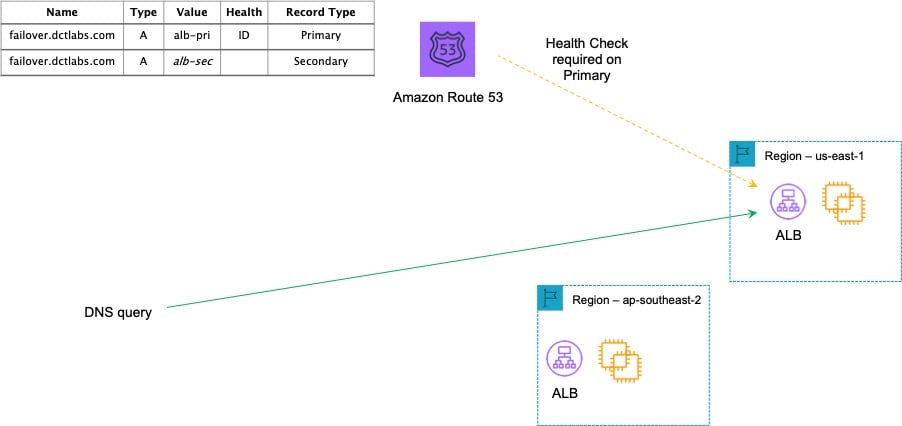 Name Type Value Health Record Type
failover.dctlabs.com A alb-pri ID Primary
failover.dctlabs.com A alb-sec Secondary
53
Amazon Route 53
Health Check
required on
Primary
Region – us-east-1
ALB
DNS query
Region – ap-southeast-2
ALB